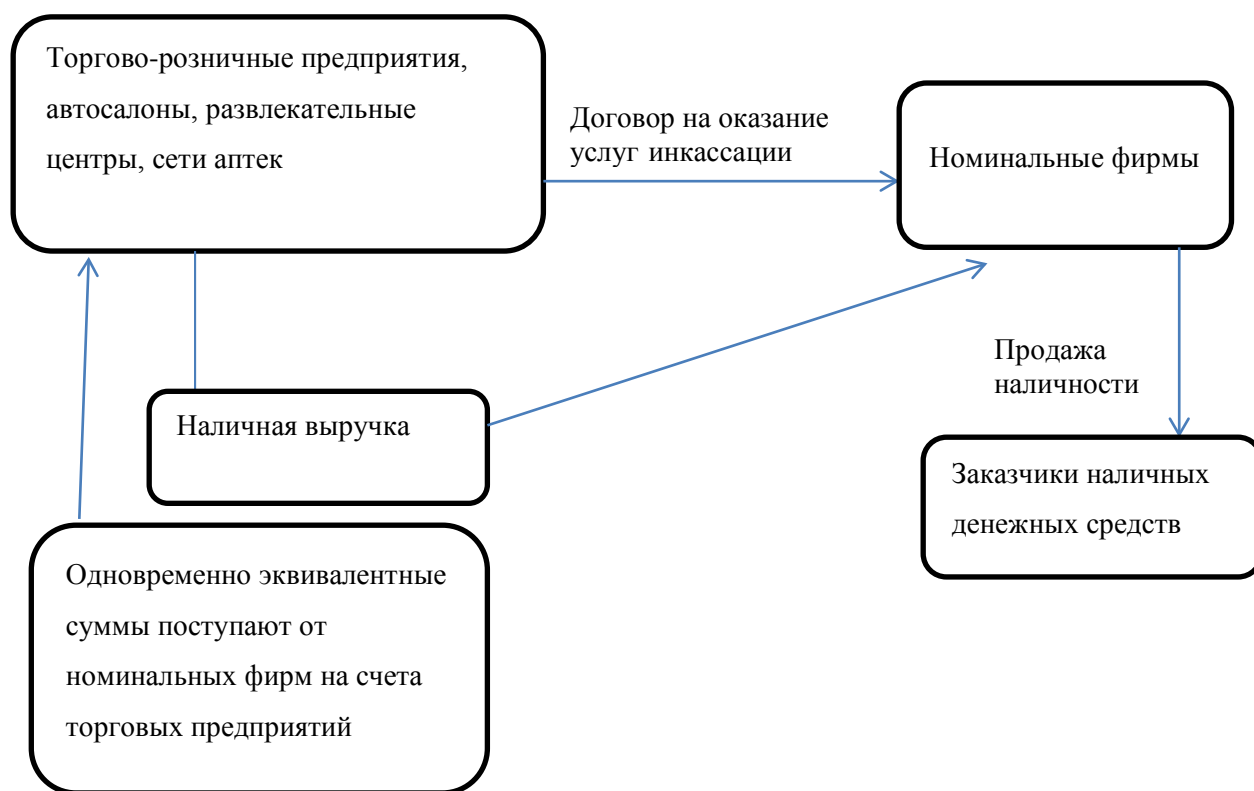 Торгово-розничные предприятия,
автосалоны, развлекательные
центры, сети аптек
Договор на оказание
услуг инкассации
Номинальные фирмы
Наличная выручка
Продажа
наличности
Заказчики наличных
денежных средств
Одновременно эквивалентные
суммы поступают от
номинальных фирм на счета
торговых предприятий